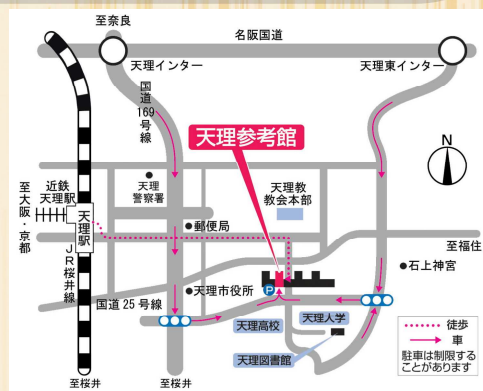 至奈良
名阪国道
天理インター
天理東インター
国道
169
号線
天理参考館
N
天理
警察署
天理教
教会本部
近鉄
天理駅
至大阪・京都
天理駅
郵便局
至福住
石上神宮
JR桜井線
天理市役所
P
国道25号線
天理高校
天理大学
天理図書館
徒歩
車
駐車は制限する
ことがあります
至桜井
至桜井